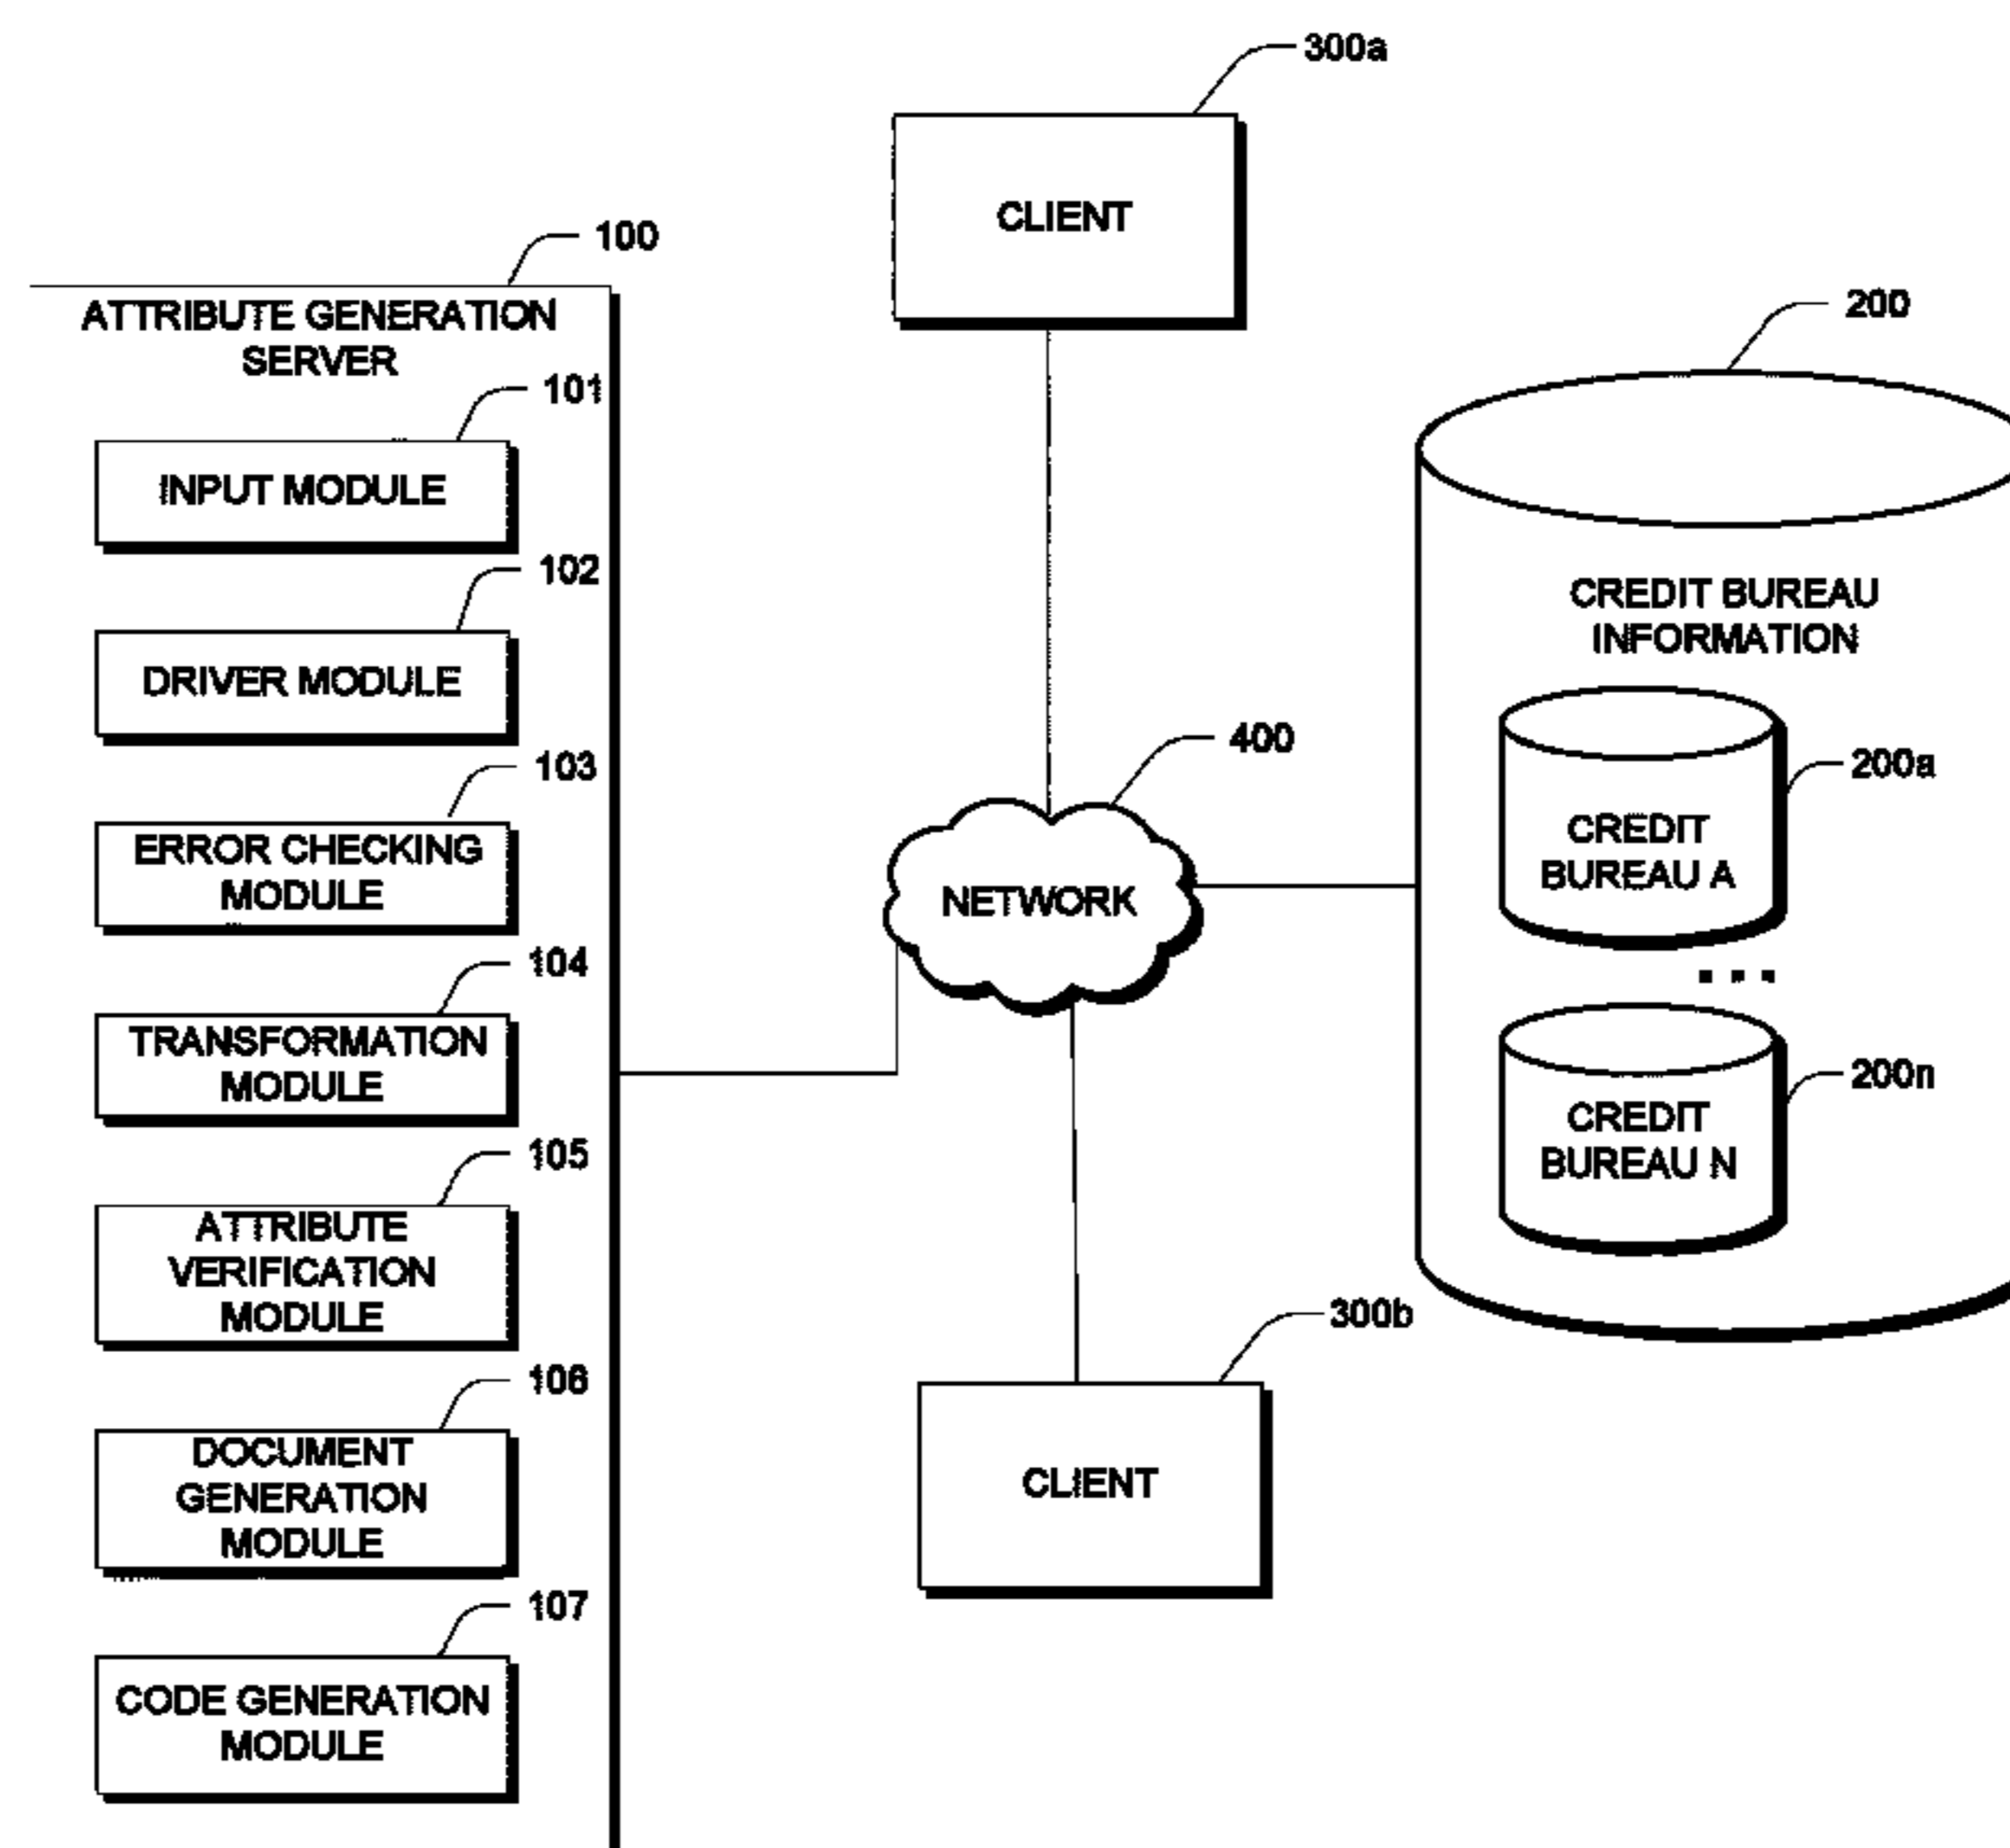 300a
CLIENT
100
ATTRIBUTE GENERATION
SERVER
101
INPUT MODULE
102
DRIVER MODULE
103
ERROR CHECKING
MODULE
104
TRANSFORMATION
MODULE
105
ATTRIBUTE
VERIFICATION
MODULE
106
DOCUMENT
GENERATION
MODULE
107
CODE GENERATION
MODULE
400
NETWORK
300b
CLIENT
200
CREDIT BUREAU
INFORMATION
200a
CREDIT
BUREAU A
...
200n
CREDIT
BUREAU N